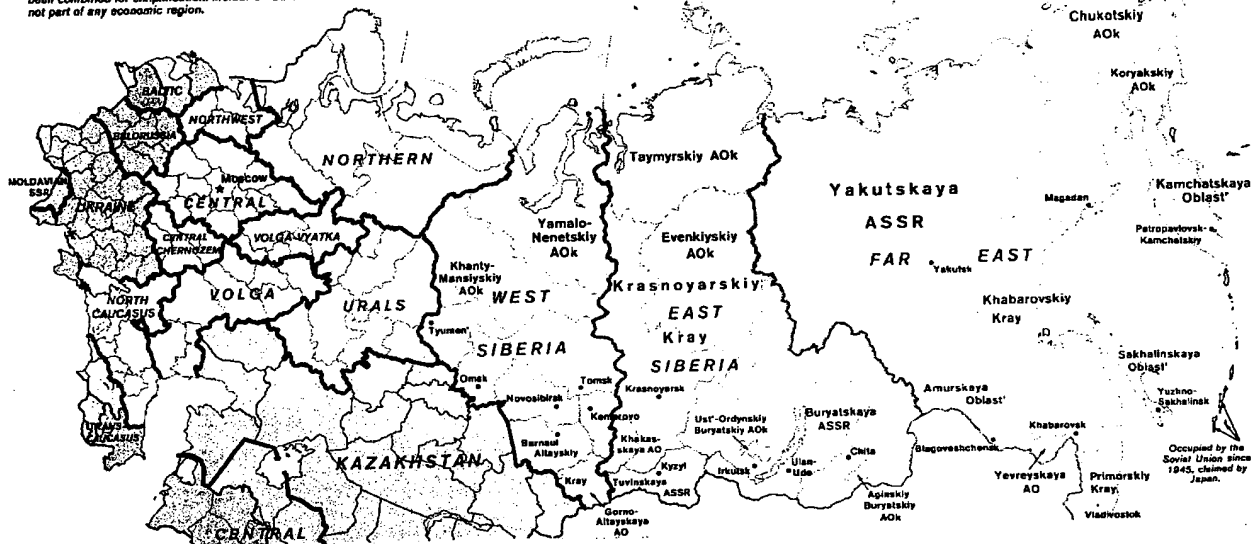 not part of any economic region.
Chukotskiy
AOk
Koryakskiy
AOk
BALTIC
NORTHWEST
BELORUSSIA
NORTHERN
Taymyrskiy AOk
MOLDAVIAN
SSR
Moscow
CENTRAL
UKRAINE
Yakutskaya
ASSR
Magadan
Kamchatskaya
Oblast'
Petropavlovsk-
Kamchatskiy
CENTRAL
CHERNOZEM
VOLGA-VYATKA
Yamalo-
Nenetskiy
AOk
Evenkiyskiy
AOk
FAR EAST
Yakutsk
Khanty-
Mansiyskiy
AOk
NORTH
CAUCASUS
VOLGA
URALS
WEST
SIBERIA
Krasnoyarskiy
Kray
EAST
SIBERIA
Khabarovskiy
Kray
Tyumen'
Sakhalinskaya
Oblast'
Yuzhno-
Sakhalinsk
Omsk
Tomsk
Novosibirsk
Kemerovo
Krasnoyarsk
Amurskaya
Oblast'
TRANS-
CAUCASUS
Barnaul
Altayskiy
Kray
Khakas-
skaya AO
Ust'-Ordynskiy
Buryatskiy AOk
Buryatskaya
ASSR
Khabarovsk
Blagoveshchensk
Occupied by the
Soviet Union since
1945, claimed by
Japan.
KAZAKHSTAN
Kyzyl
Tuvinskaya
ASSR
Irkutsk
Ulan-
Ude
Chita
Yevreyskaya
AO
Primorskiy
Kray
Aginskiy
Buryatskiy
AOk
Gorno-
Altayskaya
AO
Vladivostok
CENTRAL